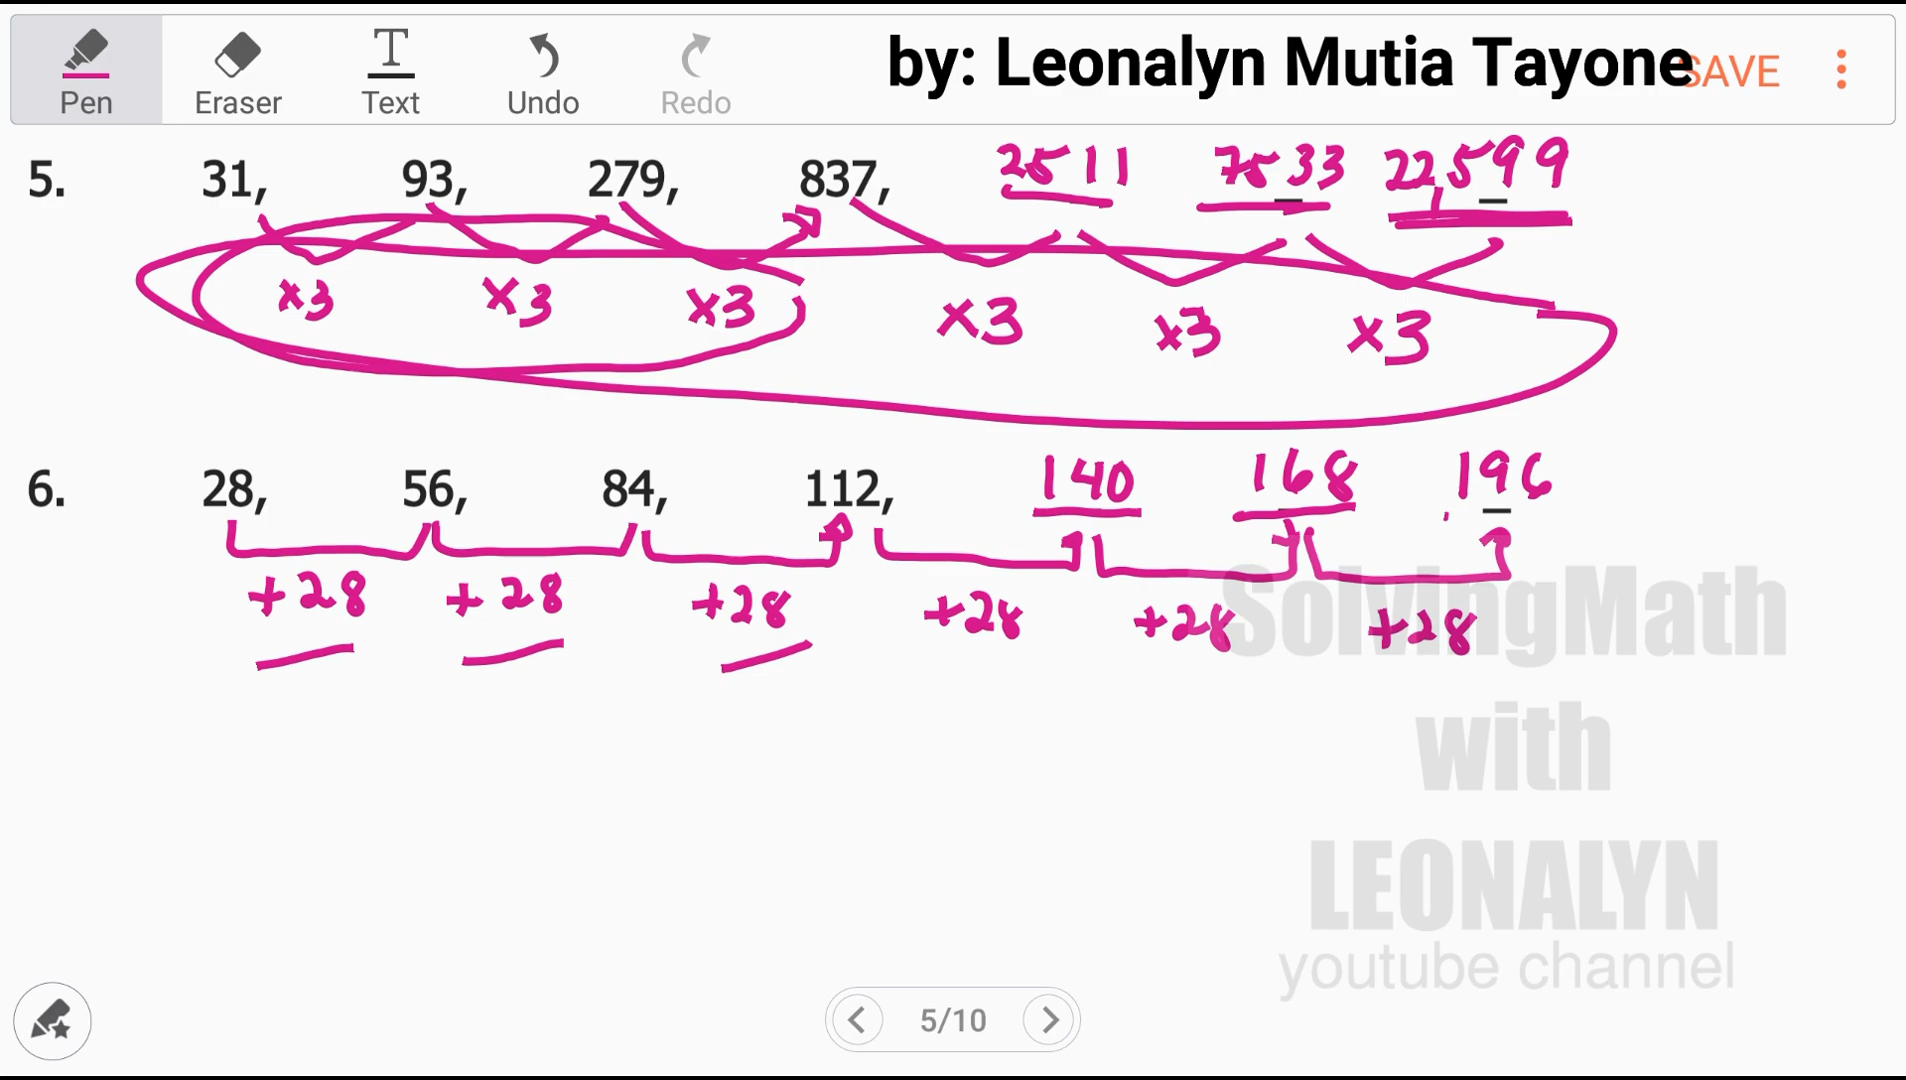 by: Leonalyn Mutia Tayone
SAVE
Pen Eraser Text Undo Redo
5. 31, 93, 279, 837, 2511 7533 22,599
×3 ×3 ×3 ×3 ×3 ×3
6. 28, 56, 84, 112, 140 168 196
+28 +28 +28 +28 +28 +28
SolvingMath
with
LEONALYN
youtube channel
5/10